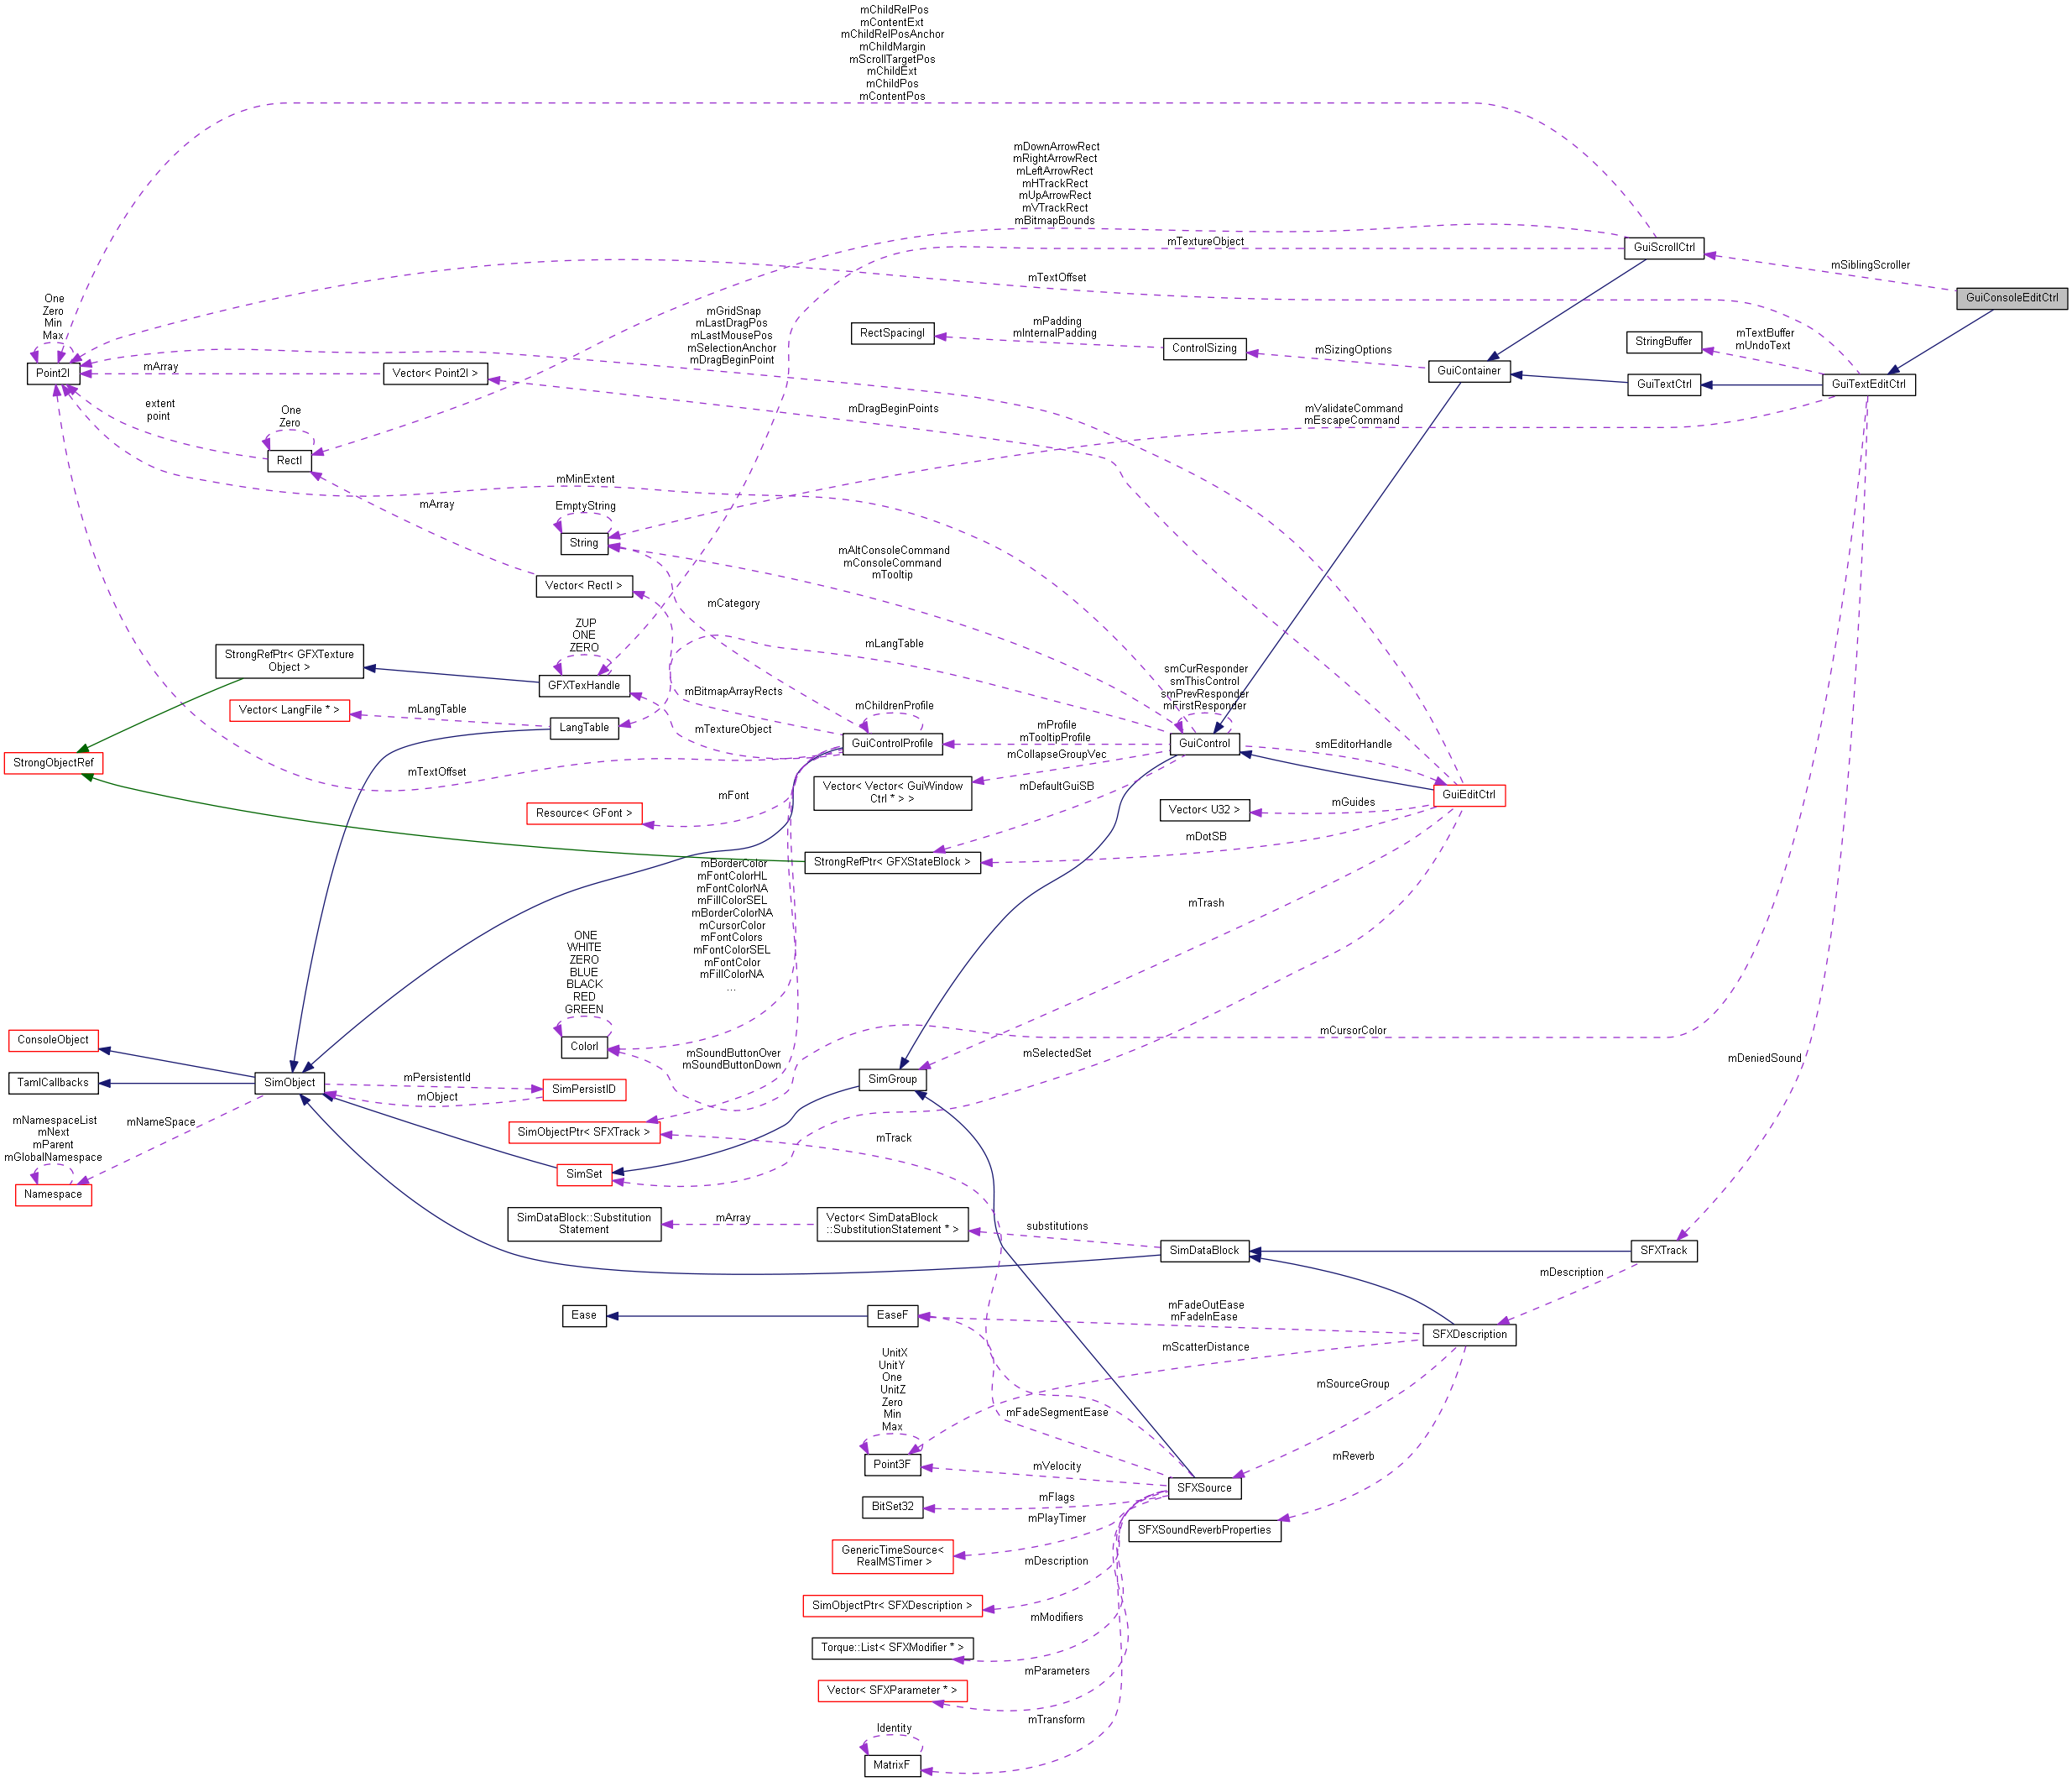 mChildRelPos
mContentExt
mChildRelPosAnchor
mChildMargin
mScrollTargetPos
mChildExt
mChildPos
mContentPos
mDownArrowRect
mRightArrowRect
mLeftArrowRect
mHTrackRect
mUpArrowRect
mVTrackRect
mBitmapBounds
mTextureObject
GuiScrollCtrl
mSiblingScroller
GuiConsoleEditCtrl
mTextOffset
One
Zero
Min
Max
Point2I
mGridSnap
mLastDragPos
mLastMousePos
mSelectionAnchor
mDragBeginPoint
RectSpacingI
mPadding
mInternalPadding
ControlSizing
mSizingOptions
GuiContainer
StringBuffer
mTextBuffer
mUndoText
GuiTextCtrl
GuiTextEditCtrl
mArray
Vector< Point2I >
extent
point
One
Zero
RectI
mDragBeginPoints
mValidateCommand
mEscapeCommand
mMinExtent
mArray
EmptyString
String
Vector< RectI >
mAltConsoleCommand
mConsoleCommand
mTooltip
mCategory
ZUP
ONE
ZERO
GFXTexHandle
StrongRefPtr< GFXTexture
Object >
mLangTable
Vector< LangFile * >
mLangTable
LangTable
mBitmapArrayRects
mTextureObject
mChildrenProfile
GuiControlProfile
smCurResponder
smThisControl
smPrevResponder
smFirstResponder
GuiControl
mProfile
mTooltipProfile
mCollapseGroupVec
smEditorHandle
GuiEditCtrl
StrongObjectRef
mTextOffset
mFont
Resource< GFont >
Vector< Vector< GuiWindow
Ctrl * > >
mDefaultGuiSB
Vector< U32 >
mGuides
mDotSB
StrongRefPtr< GFXStateBlock >
mBorderColor
mFontColorHL
mFontColorNA
mFillColorSEL
mBorderColorNA
mCursorColor
mFontColors
mFontColorSEL
mFontColor
mFillColorNA
...
mTrash
ONE
WHITE
ZERO
BLUE
BLACK
RED
GREEN
ColorI
mCursorColor
ConsoleObject
TamlCallbacks
SimObject
mPersistentId
mObject
SimPersistID
mSoundButtonOver
mSoundButtonDown
mSelectedSet
mDeniedSound
SimGroup
mNamespaceList
mNext
mParent
mGlobalNamespace
Namespace
mNameSpace
SimObjectPtr< SFXTrack >
mTrack
SimSet
SimDataBlock::Substitution
Statement
mArray
Vector< SimDataBlock
::SubstitutionStatement * >
substitutions
SimDataBlock
SFXTrack
mDescription
Ease
EaseF
mFadeOutEase
mFadeInEase
SFXDescription
mScatterDistance
UnitX
UnitY
One
UnitZ
Zero
Min
Max
Point3F
mFadeSegmentEase
mSourceGroup
mReverb
mVelocity
SFXSource
BitSet32
mFlags
mPlayTimer
SFXSoundReverbProperties
GenericTimeSource<
RealMSTimer >
mDescription
SimObjectPtr< SFXDescription >
mModifiers
Torque::List< SFXModifier * >
mParameters
Vector< SFXParameter * >
mTransform
Identity
MatrixF